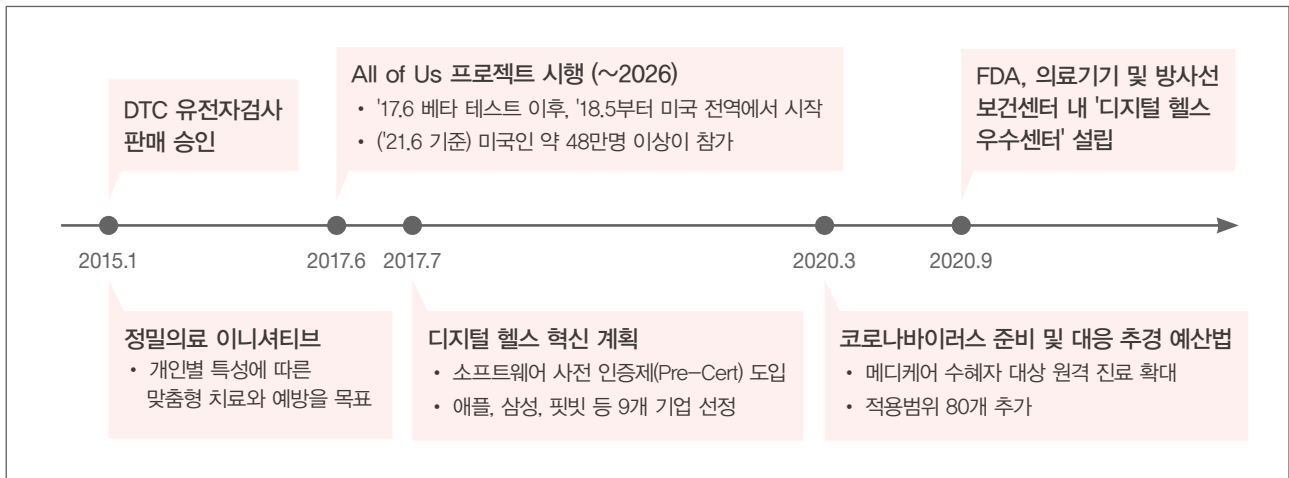 DTC 유전자검사
판매 승인
All of Us 프로젝트 시행 (~2026)
• '17.6 베타 테스트 이후, '18.5부터 미국 전역에서 시작
• ('21.6 기준) 미국인 약 48만명 이상이 참가
FDA, 의료기기 및 방사선
보건센터 내 '디지털 헬스
우수센터' 설립
2015.1
2017.6
2017.7
2020.3
2020.9
정밀의료 이니셔티브
• 개인별 특성에 따른
맞춤형 치료와 예방을 목표
디지털 헬스 혁신 계획
• 소프트웨어 사전 인증제(Pre-Cert) 도입
• 애플, 삼성, 핏빗 등 9개 기업 선정
코로나바이러스 준비 및 대응 추경 예산법
• 메디케어 수혜자 대상 원격 진료 확대
• 적용범위 80개 추가